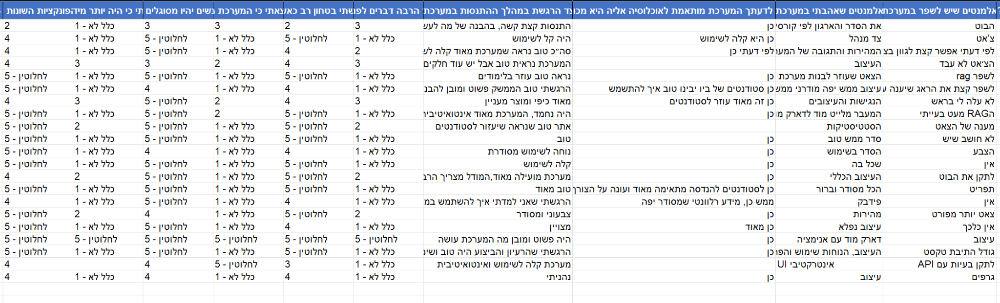 אלמנטים שיש לשפר במערכת אלמנטים שאהבתי במערכת לדעתך המערכת מותאמת לאוכלוסיה אליה היא מכו צד הרגשת במהלך ההתנסות במערכת הרבה דברים לפ שתי בטחון רב כאש צאתי כי המערכת נשים יהיו מסוגלים תי כי היה יותר מיד הפונקציות השונות
הבוט את הסדר והארגון לפי קורסי כן התנסות קצת קשה, בהבנה של מה לעש 3 2 3 3 כלל לא - 1 2
צ'אט צד מנהל כן היא קלה לשימוש היה קל לשימוש כלל לא - 1 לחלוטין - 5 כלל לא - 1 לחלוטין - 5 כלל לא - 1 4
לפי דעתי אפשר קצת לגוון בצ המהירות והתגובה של המער לפי דעתי כן סה״כ טוב נראה שמערכת מאוד קלה לש 2 4 כלל לא - 1 לחלוטין - 5 כלל לא - 1 4
הצ׳אט לא עבד העיצוב המערכת נראית טוב אבל יש עוד חלקים 3 4 2 3 3 4
לשפר rag הצאט שעוזר לבנות מערכת כן נראה טוב עוזר בלימודים כלל לא - 1 לחלוטין - 5 כלל לא - 1 לחלוטין - 5 כלל לא - 1 לחלוטין - 5
לשפר קצת את הראג שיענה ע עיצוב ממש יפה מודרני ממש כן סטודנטים של ביו יבינו טוב איך להתשמש הרגשתי טוב הממשק פשוט ומובן להבנ כלל לא - 1 4 כלל לא - 1 4 כלל לא - 1 לחלוטין - 5
לא עלה לי בראש הנגישות והעיצובים כן זה מאוד עוזר לסטודנטים מאוד כיפי ומוצר מעניין 3 4 2 לחלוטין - 5 3 4
הRAG מעט בעייתי המעבר מלייט מוד לדארק מו כן היה נחמד, המערכת מאוד אינטואיטיבי כלל לא - 1 לחלוטין - 5 2 לחלוטין - 5 כלל לא - 1 לחלוטין - 5
מענה של הצאט הסטטיסטיקות אתר טוב שנראה שיעזור לסטודנטים 2 לחלוטין - 5 כלל לא - 1 לחלוטין - 5 2 לחלוטין - 5
לא חושב שיש סדר ממש טוב כן טוב כלל לא - 1 לחלוטין - 5 כלל לא - 1 לחלוטין - 5 כלל לא - 1 לחלוטין - 5
הצבע הסדר בשימוש כן נוחה לשימוש מסודרת כלל לא - 1 4 כלל לא - 1 4 כלל לא - 1 לחלוטין - 5
אין שכל בה כן קלה לשימוש כלל לא - 1 לחלוטין - 5 כלל לא - 1 לחלוטין - 5 כלל לא - 1 לחלוטין - 5
לתקן את הבוט העיצוב הכללי כן מערכת מועילה מאוד,המודל מצריך הרב 2 לחלוטין - 5 כלל לא - 1 לחלוטין - 5 2 4
תפריט הכל מסודר וברור כן לסטודנטים להנדסה מתאימה מאוד ועונה על הצורך טוב מאוד כלל לא - 1 לחלוטין - 5 כלל לא - 1 לחלוטין - 5 כלל לא - 1 לחלוטין - 5
אין פידבק ממש כן, מידע רלוונטי שמסודר יפה הרגשתי שאני למדתי איך להשתמש במ כלל לא - 1 4 כלל לא - 1 לחלוטין - 5 כלל לא - 1 4
צאט יותר מפורט מהירות כן צבעוני ומסודר 2 לחלוטין - 5 כלל לא - 1 4 2 לחלוטין - 5
אין כלכך עיצוב נפלא כן מאוד מצויין כלל לא - 1 4 כלל לא - 1 לחלוטין - 5 כלל לא - 1 לחלוטין - 5
עיצוב דארק מוד עם אנימציה כן היה פשוט ומובן מה המערכת עושה לחלוטין - 5 לחלוטין - 5 לחלוטין - 5 לחלוטין - 5 לחלוטין - 5 לחלוטין - 5
גודל התיבת טקסט העיצוב, הנוחות שימוש והפר כן הרגשתי שהרעיון והביצוע היה טוב ושימ כלל לא - 1 לחלוטין - 5 כלל לא - 1 לחלוטין - 5 כלל לא - 1 לחלוטין - 5
לתקן בעיות עם API אינטרקטיבי UI מערכת קלה לשימוש ואינטואיטיבית כלל לא - 1 3 לחלוטין - 5 4 4
גרפים עיצוב כן נהניתי כלל לא - 1 4 כלל לא - 1 4 כלל לא - 1 4